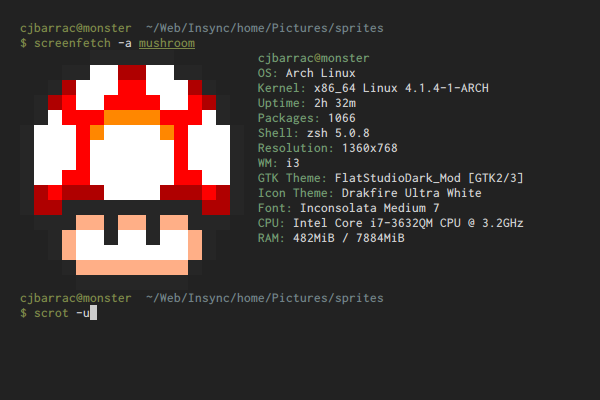 cjbarrac@monster  ~/Web/Insync/home/Pictures/sprites
$ screenfetch -a mushroom
cjbarrac@monster
OS: Arch Linux
Kernel: x86_64 Linux 4.1.4-1-ARCH
Uptime: 2h 32m
Packages: 1066
Shell: zsh 5.0.8
Resolution: 1360x768
WM: i3
GTK Theme: FlatStudioDark_Mod [GTK2/3]
Icon Theme: Drakfire Ultra White
Font: Inconsolata Medium 7
CPU: Intel Core i7-3632QM CPU @ 3.2GHz
RAM: 482MiB / 7884MiB
cjbarrac@monster  ~/Web/Insync/home/Pictures/sprites
$ scrot -u